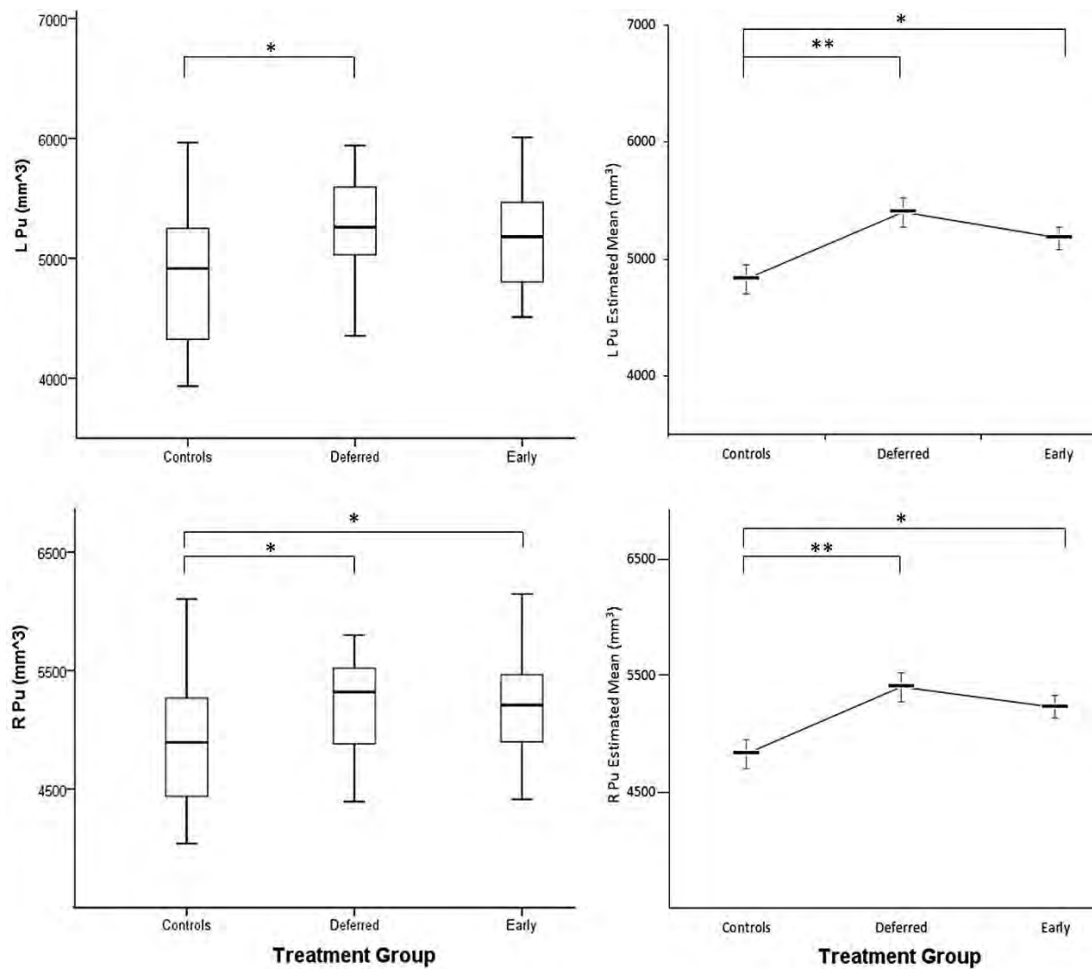 7000
6000
5000
4000
L Pu (mm^3)
*
Controls
Deferred
Early
7000
6000
5000
4000
L Pu Estimated Mean (mm³)
*
**
Controls
Deferred
Early
6500
5500
4500
R Pu (mm^3)
*
*
Controls
Deferred
Early
Treatment Group
6500
5500
4500
R Pu Estimated Mean (mm³)
*
**
Controls
Deferred
Early
Treatment Group